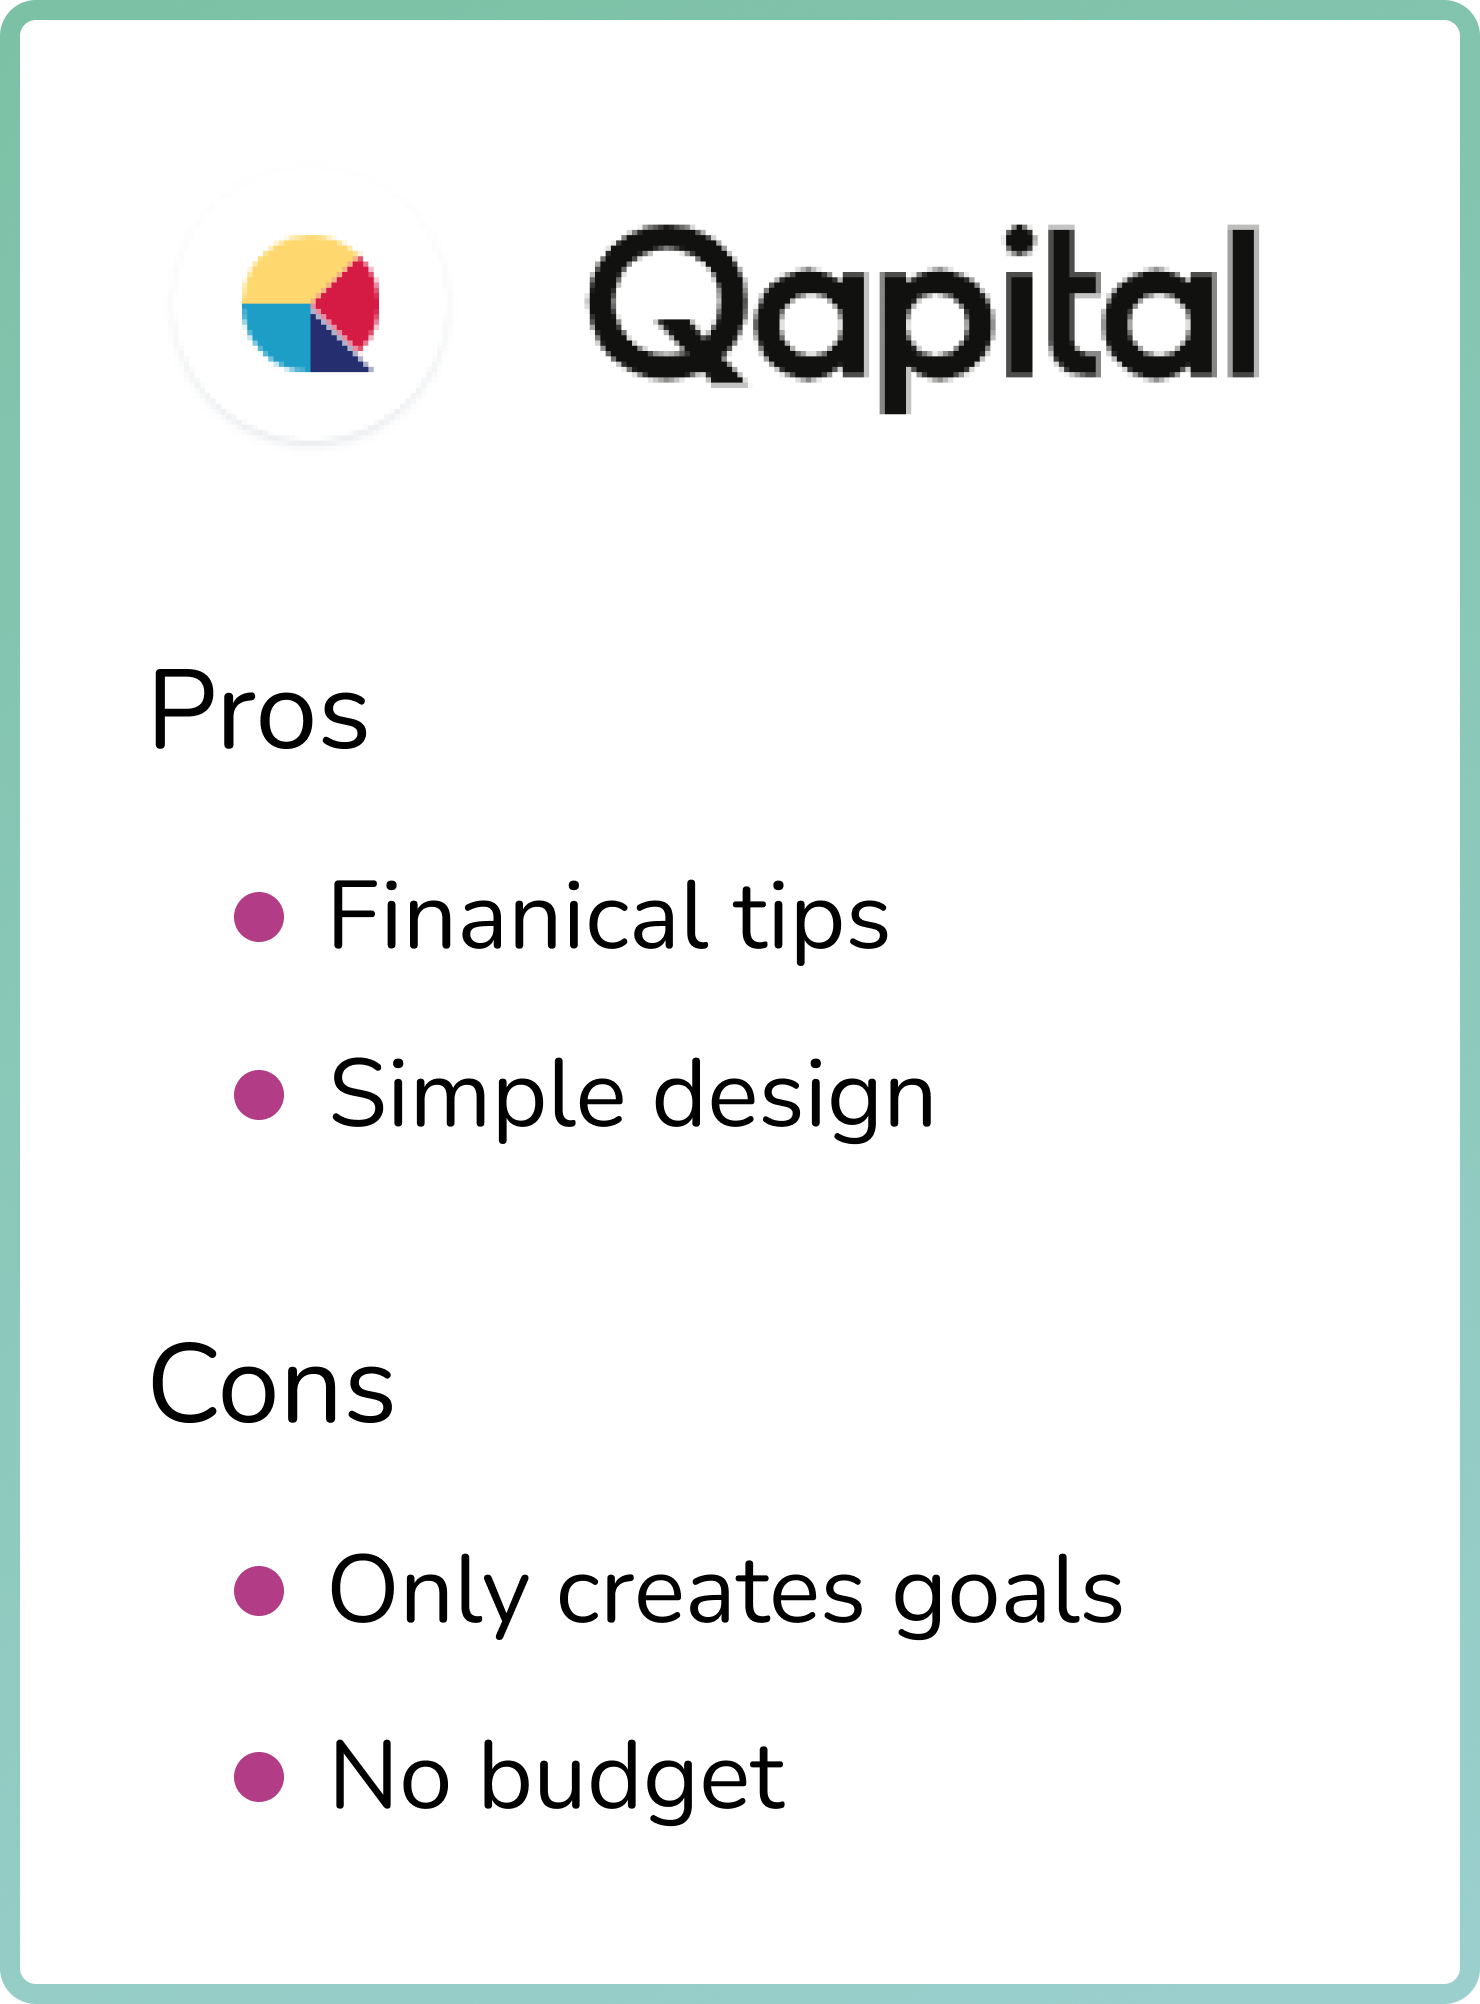 Qapital
Pros
Finanical tips
Simple design
Cons
Only creates goals
No budget